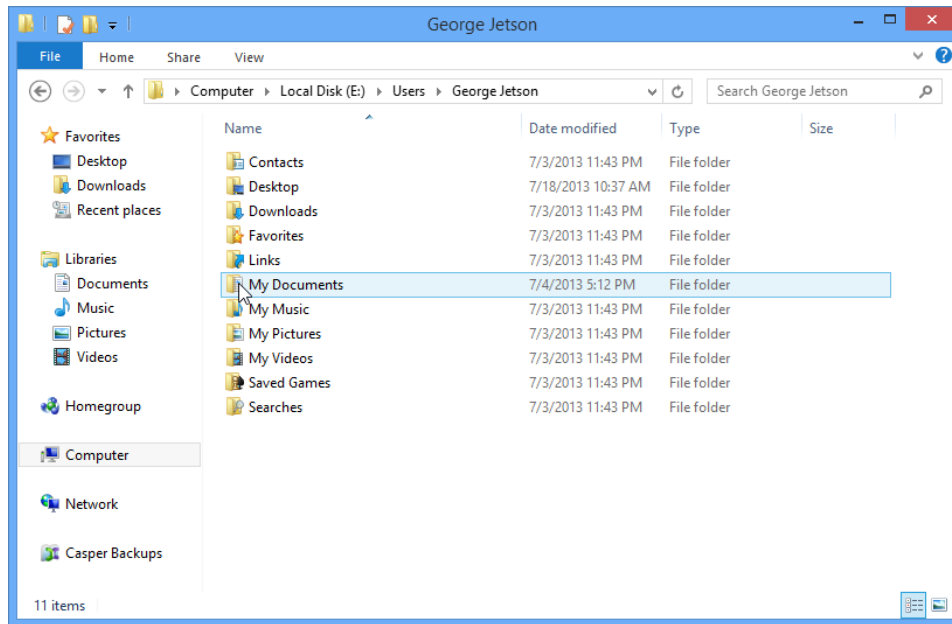 George Jetson
File Home Share View
Computer Local Disk (E:) Users George Jetson Search George Jetson
Favorites
Desktop
Downloads
Recent places
Libraries
Documents
Music
Pictures
Videos
Homegroup
Computer
Network
Casper Backups
Name Date modified Type Size
Contacts 7/3/2013 11:43 PM File folder
Desktop 7/18/2013 10:37 AM File folder
Downloads 7/3/2013 11:43 PM File folder
Favorites 7/3/2013 11:43 PM File folder
Links 7/3/2013 11:43 PM File folder
My Documents 7/4/2013 5:12 PM File folder
My Music 7/3/2013 11:43 PM File folder
My Pictures 7/3/2013 11:43 PM File folder
My Videos 7/3/2013 11:43 PM File folder
Saved Games 7/3/2013 11:43 PM File folder
Searches 7/3/2013 11:43 PM File folder
11 items